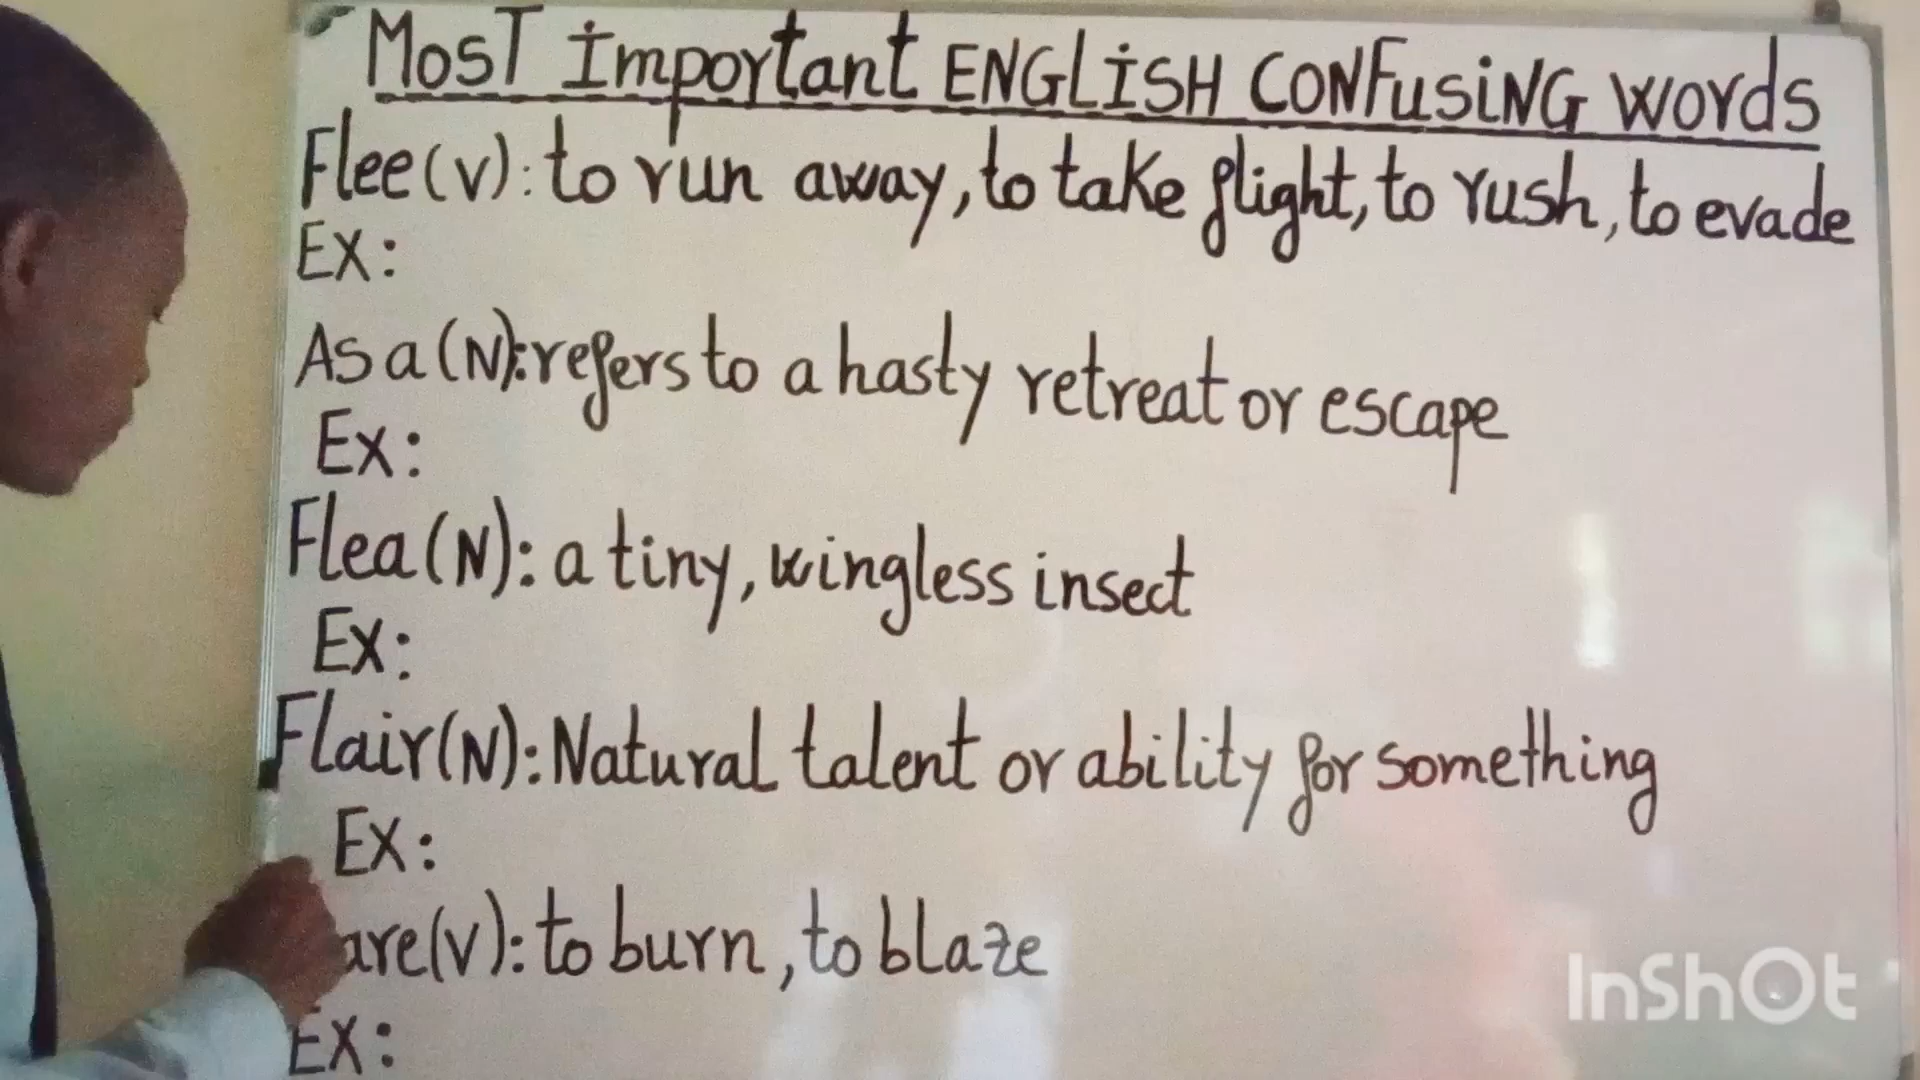 MosT important ENGLiSH CONFusiNG words
Flee(v): to run away, to take flight, to rush, to evade
EX:
As a (N): refers to a hasty retreat or escape
Ex:
Flea(N): a tiny, wingless insect
Ex:
Flair(N): Natural talent or ability for something
EX:
are(v): to burn, to blaze
EX:
InShOt